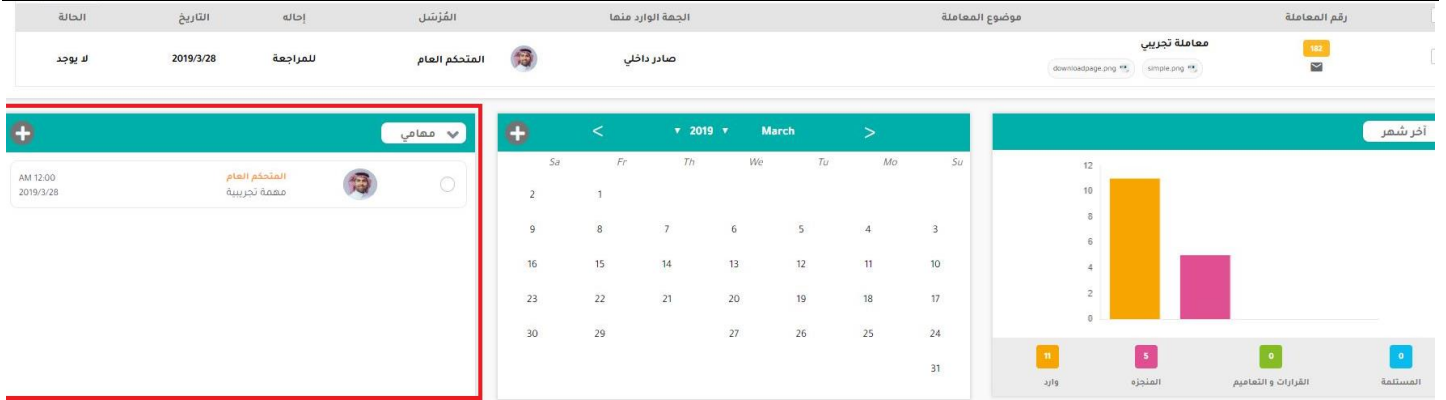 رقم المعاملة موضوع المعاملة الجهة الوارد منها المُرْسَل إحاله التاريخ الحالة
182 معاملة تجريبي صادر داخلي المتحكم العام للمراجعة 2019/3/28 لا يوجد
simple.png downloadpage.png
آخر شهر
12
10
8
6
4
2
0
0 0 5 11
المستلمة القرارات و التعاميم المنجزه وارد
< 2019 March >
Su Mo Tu We Th Fr Sa
1 2
3 4 5 6 7 8 9
10 11 12 13 14 15 16
17 18 19 20 21 22 23
24 25 26 27 29 30
31
مهامي
المتحكم العام AM 12:00
مهمة تجريبية 2019/3/28